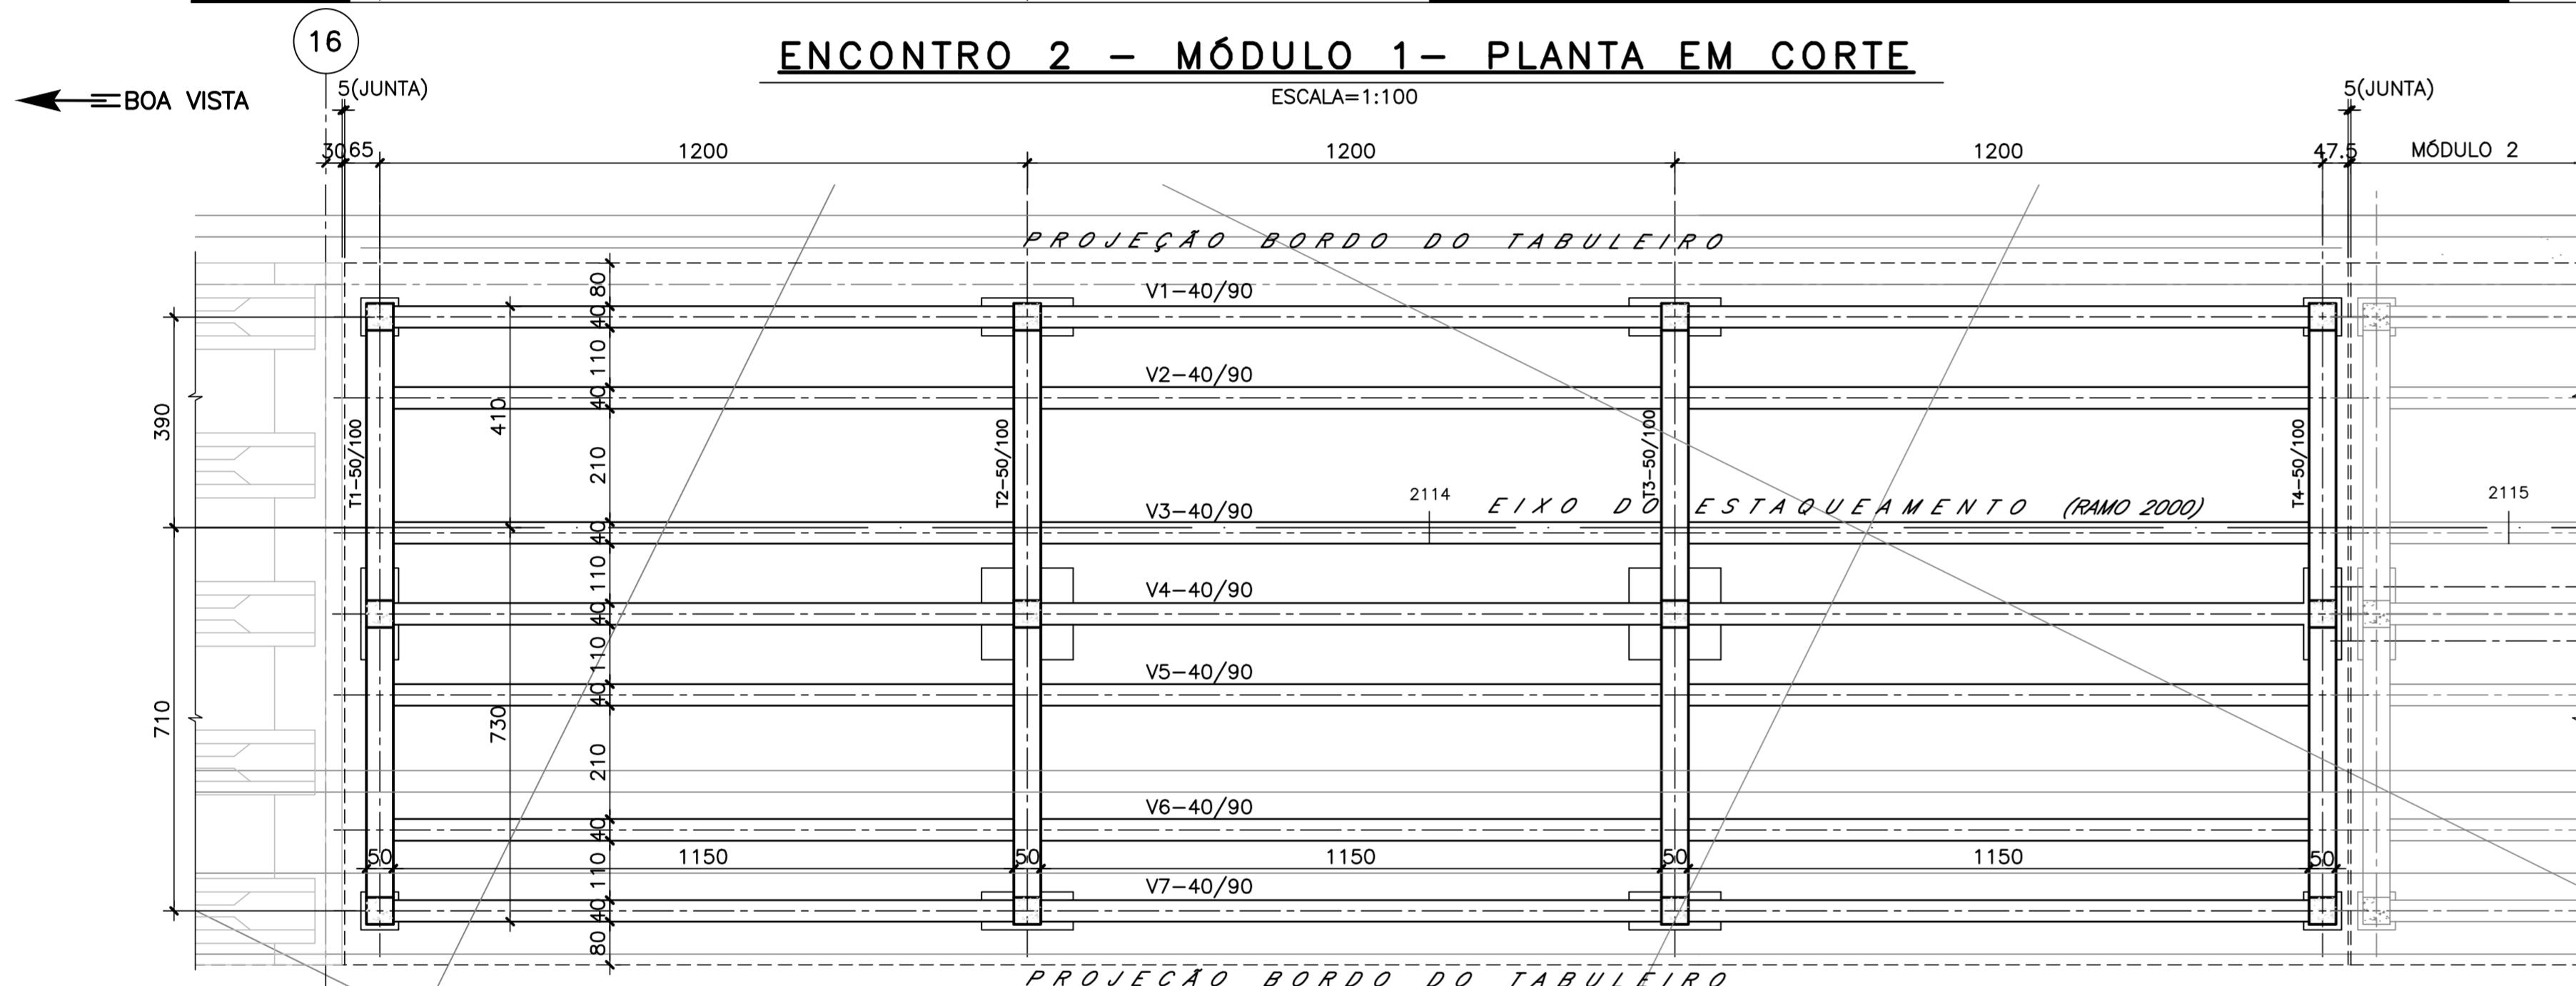 16
ENCONTRO 2 - MÓDULO 1- PLANTA EM CORTE
ESCALA=1:100
BOA VISTA
5(JUNTA)
5(JUNTA)
30
65
1200
1200
1200
47.5
MÓDULO 2
PROJEÇÃO BORDO DO TABULEIRO
80
V1-40/90
40
110
V2-40/90
40
390
410
T1-50/100
T2-50/100
T3-50/100
T4-50/100
210
2114
EIXO DO ESTAQUEAMENTO (RAMO 2000)
2115
V3-40/90
40
110
V4-40/90
40
110
V5-40/90
40
710
730
210
V6-40/90
40
50
1150
50
1150
50
1150
50
110
V7-40/90
40
80
PROJEÇÃO BORDO DO TABULEIRO